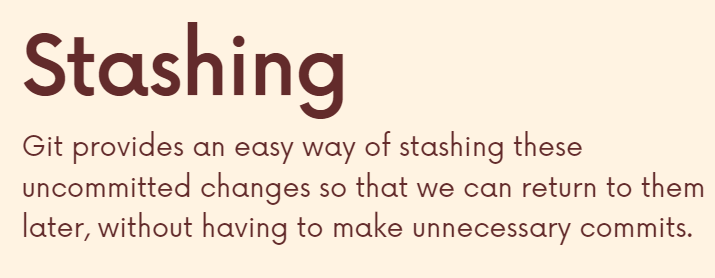 Stashing
Git provides an easy way of stashing these
uncommitted changes so that we can return to them
later, without having to make unnecessary commits.